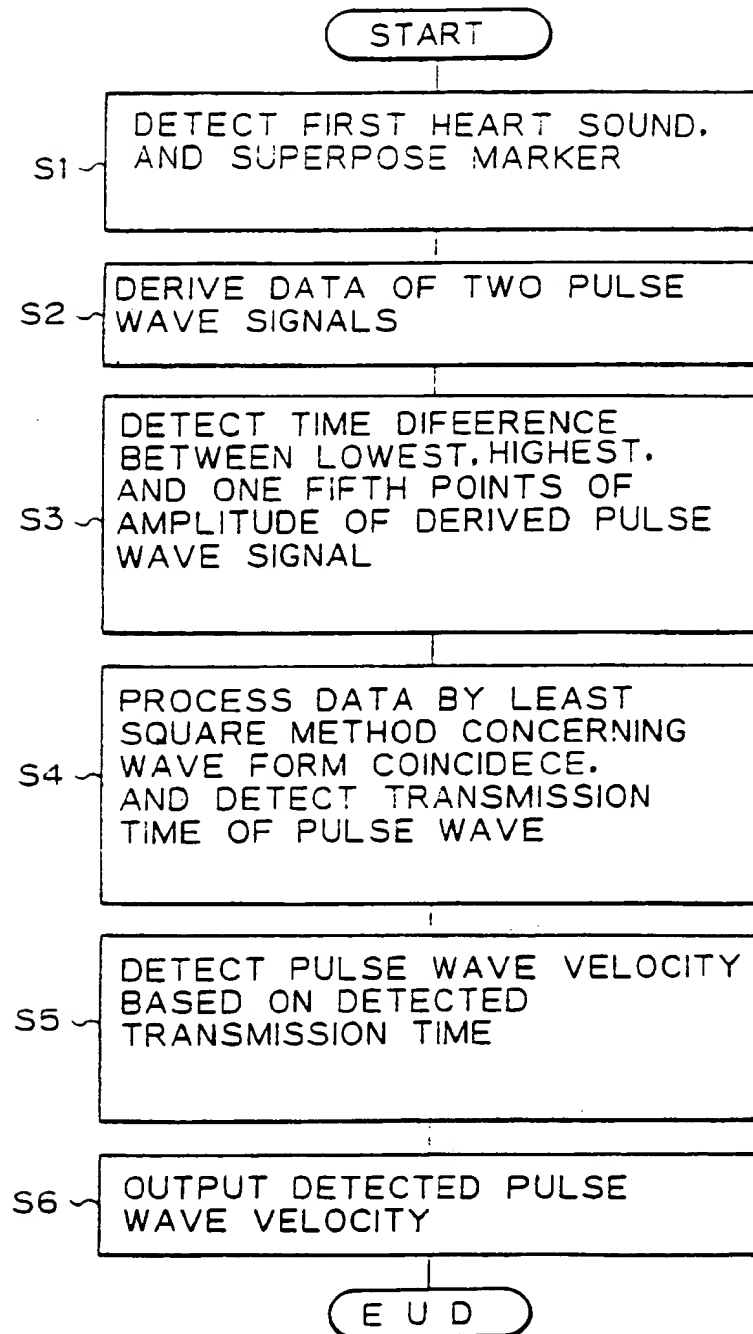 START
S1
DETECT FIRST HEART SOUND.
AND SUPERPOSE MARKER
S2
DERIVE DATA OF TWO PULSE
WAVE SIGNALS
S3
DETECT TIME DIFEERENCE
BETWEEN LOWEST. HIGHEST.
AND ONE FIFTH POINTS OF
AMPLITUDE OF DERIVED PULSE
WAVE SIGNAL
S4
PROCESS DATA BY LEAST
SQUARE METHOD CONCERNING
WAVE FORM COINCIDECE.
AND DETECT TRANSMISSION
TIME OF PULSE WAVE
S5
DETECT PULSE WAVE VELOCITY
BASED ON DETECTED
TRANSMISSION TIME
S6
OUTPUT DETECTED PULSE
WAVE VELOCITY
E U D